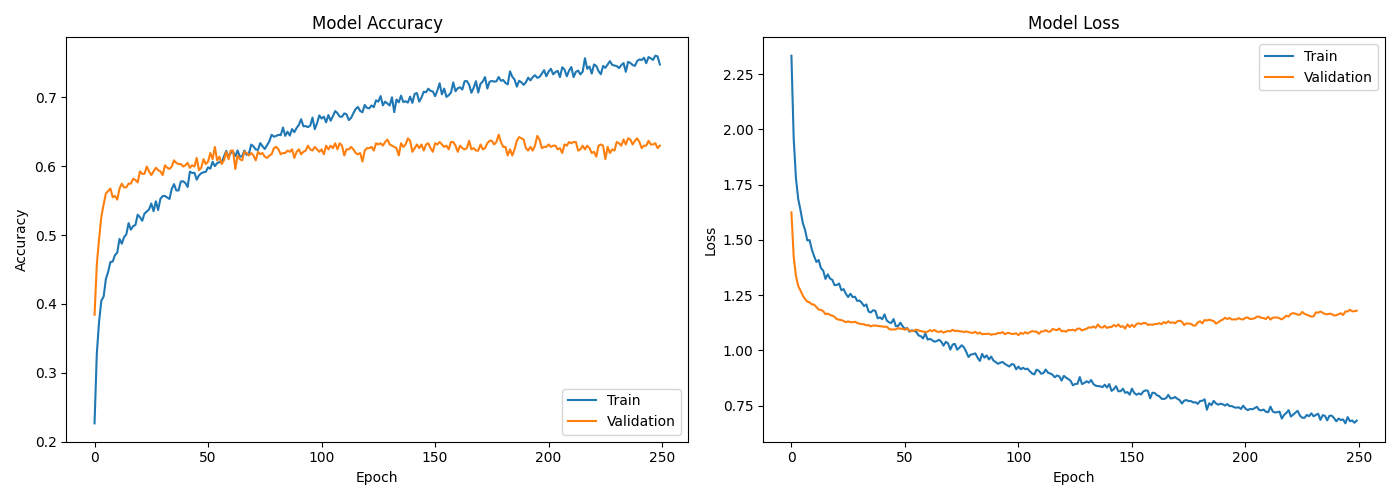 Model Accuracy
Accuracy
0.7
0.6
0.5
0.4
0.3
0.2
Train
Validation
0 50 100 150 200 250
Epoch
Model Loss
Loss
2.25
2.00
1.75
1.50
1.25
1.00
0.75
Train
Validation
0 50 100 150 200 250
Epoch